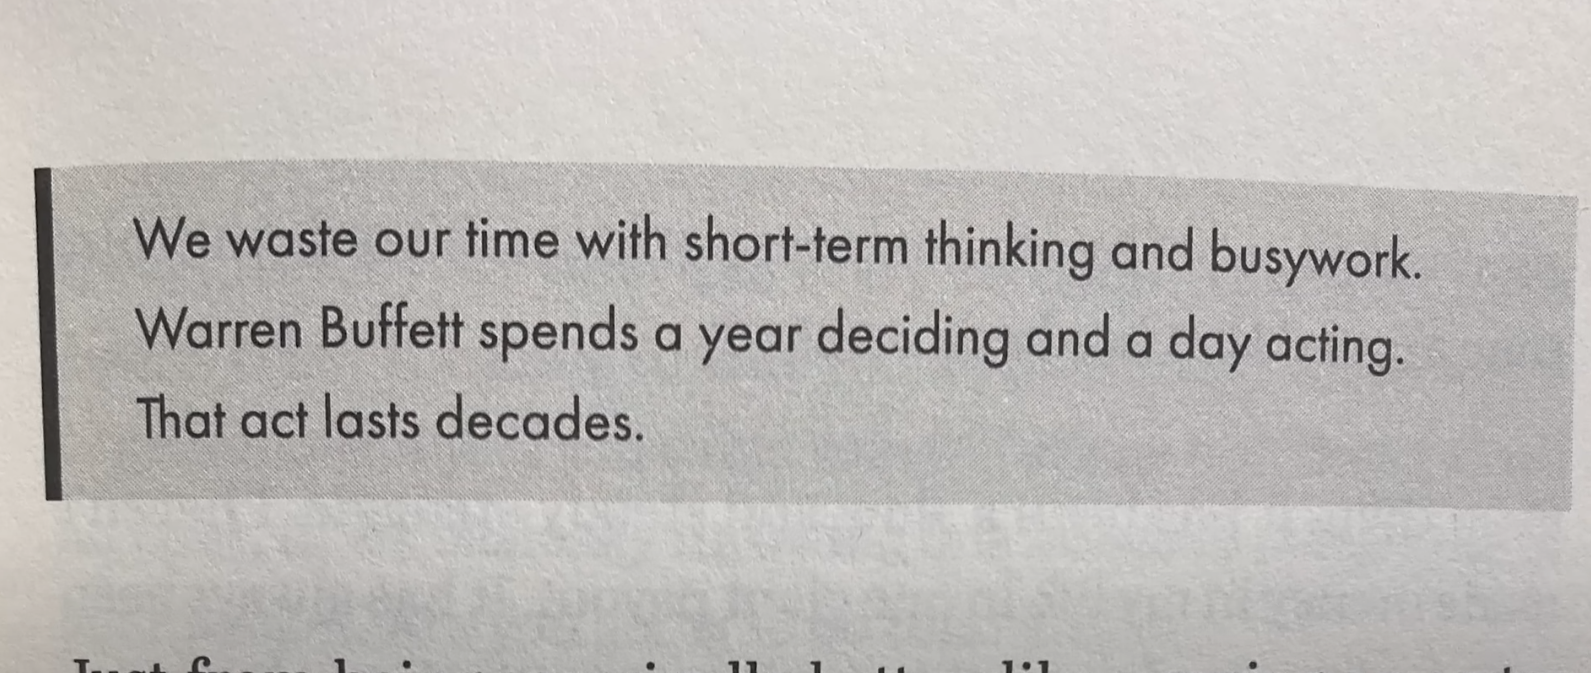 We waste our time with short-term thinking and busywork.
Warren Buffett spends a year deciding and a day acting.
That act lasts decades.